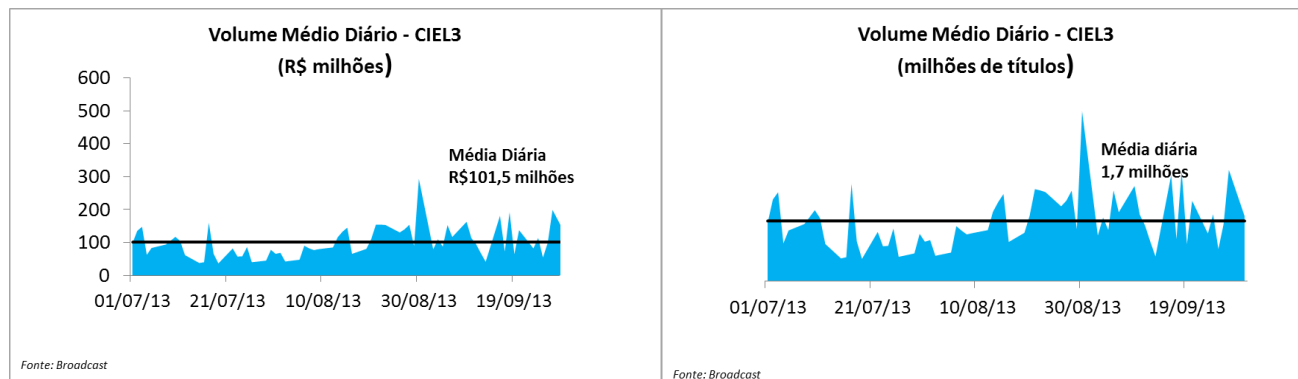 Volume Médio Diário - CIEL3
(R$ milhões)
600
500
400
300
200
100
0
Média Diária
R$101,5 milhões
01/07/13 21/07/13 10/08/13 30/08/13 19/09/13
Fonte: Broadcast
Volume Médio Diário - CIEL3
(milhões de títulos)
Média diária
1,7 milhões
01/07/13 21/07/13 10/08/13 30/08/13 19/09/13
Fonte: Broadcast